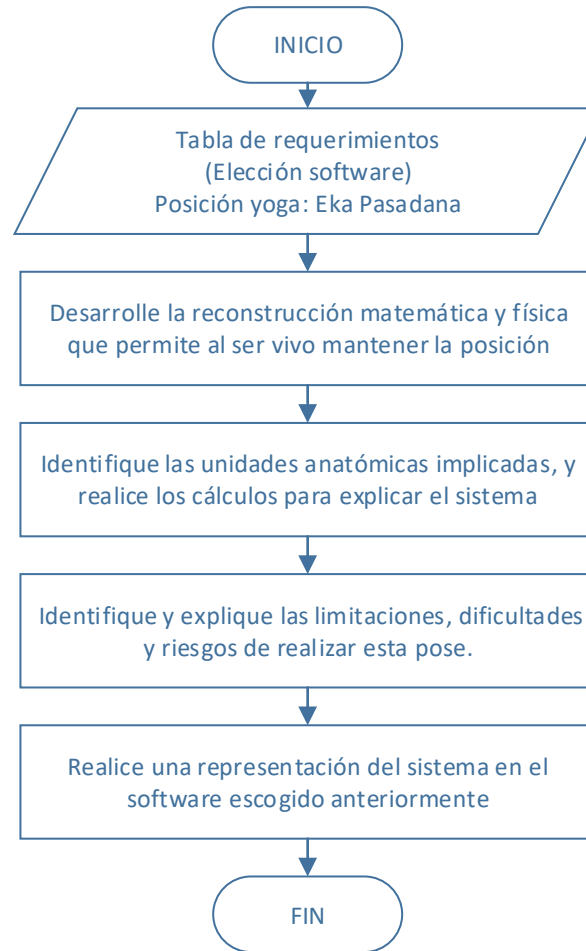 INICIO
Tabla de requerimientos
(Elección software)
Posición yoga: Eka Pasadana
Desarrolle la reconstrucción matemática y física
que permite al ser vivo mantener la posición
Identifique las unidades anatómicas implicadas, y
realice los cálculos para explicar el sistema
Identifique y explique las limitaciones, dificultades
y riesgos de realizar esta pose.
Realice una representación del sistema en el
software escogido anteriormente
FIN